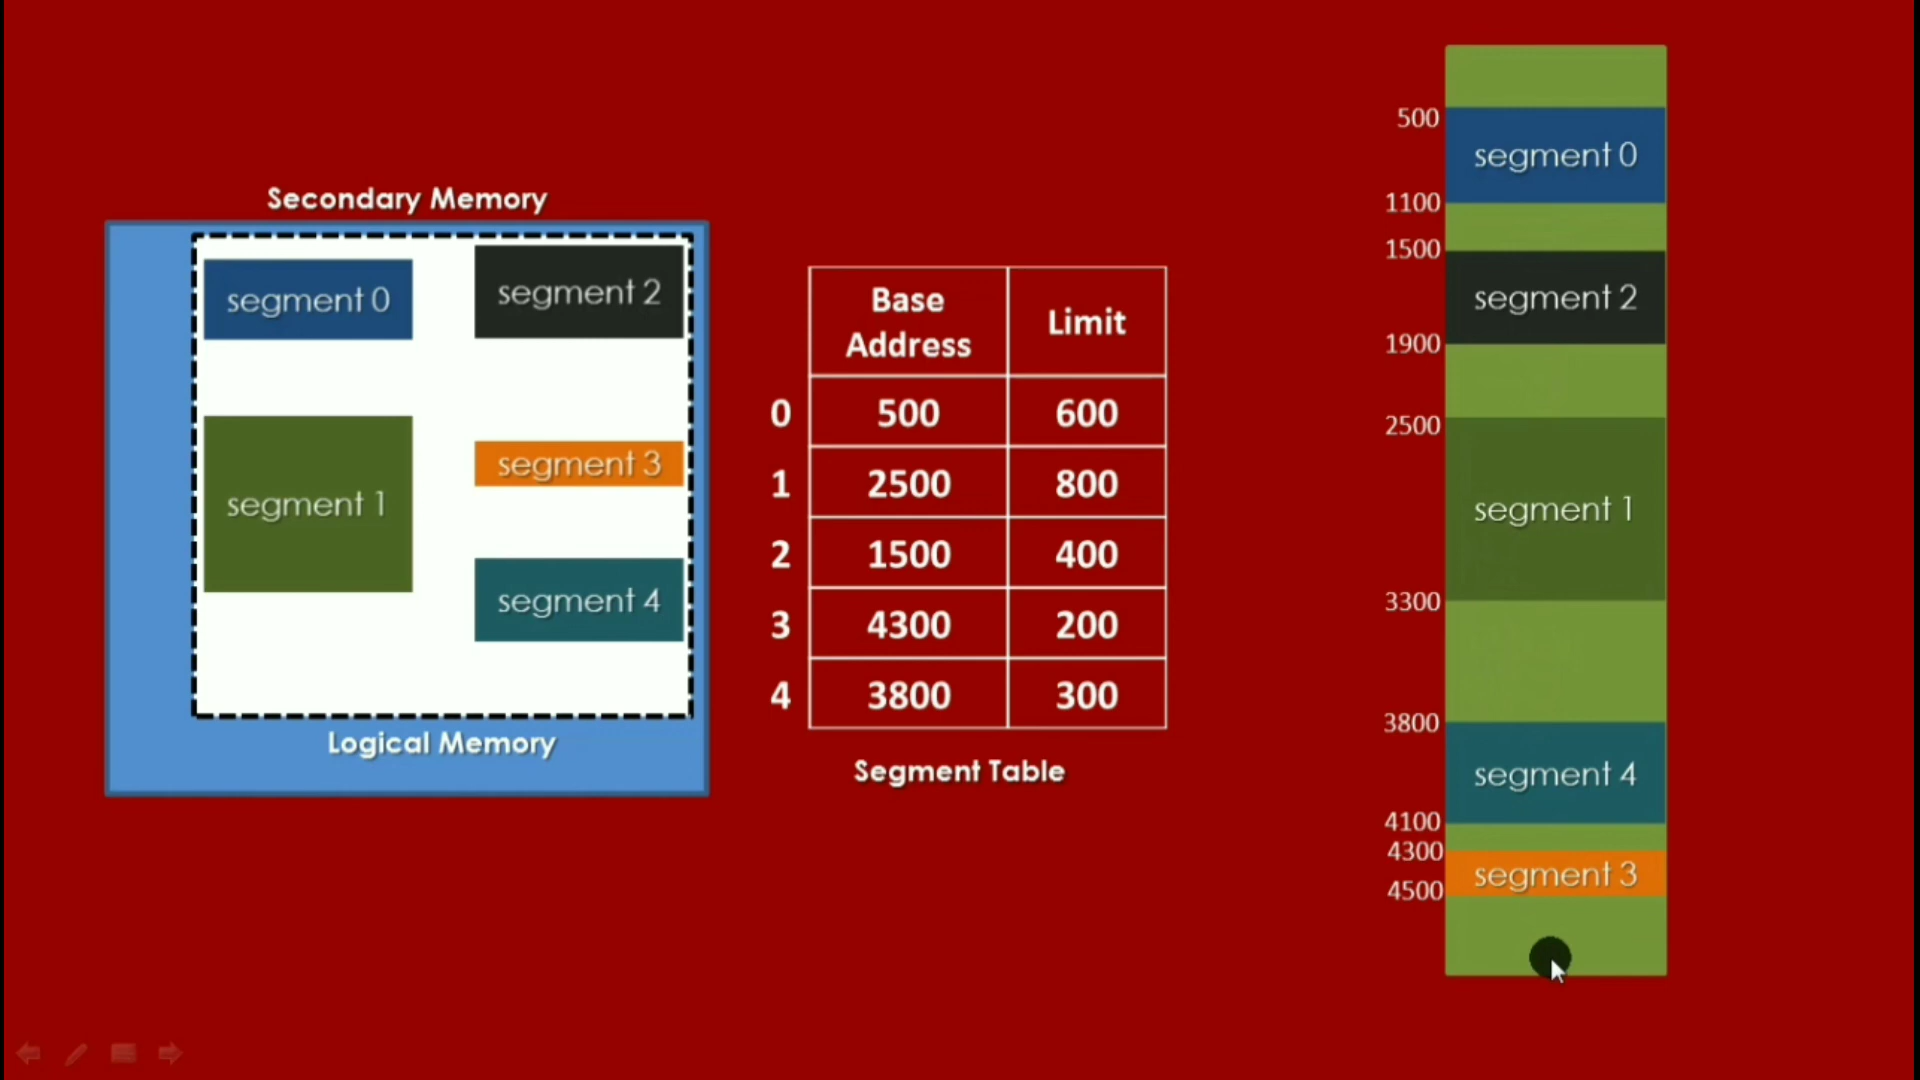 Secondary Memory
segment 0
segment 2
segment 1
segment 3
segment 4
Logical Memory
Base Address Limit
0 500 600
1 2500 800
2 1500 400
3 4300 200
4 3800 300
Segment Table
500
segment 0
1100
1500
segment 2
1900
2500
segment 1
3300
3800
segment 4
4100
4300
segment 3
4500